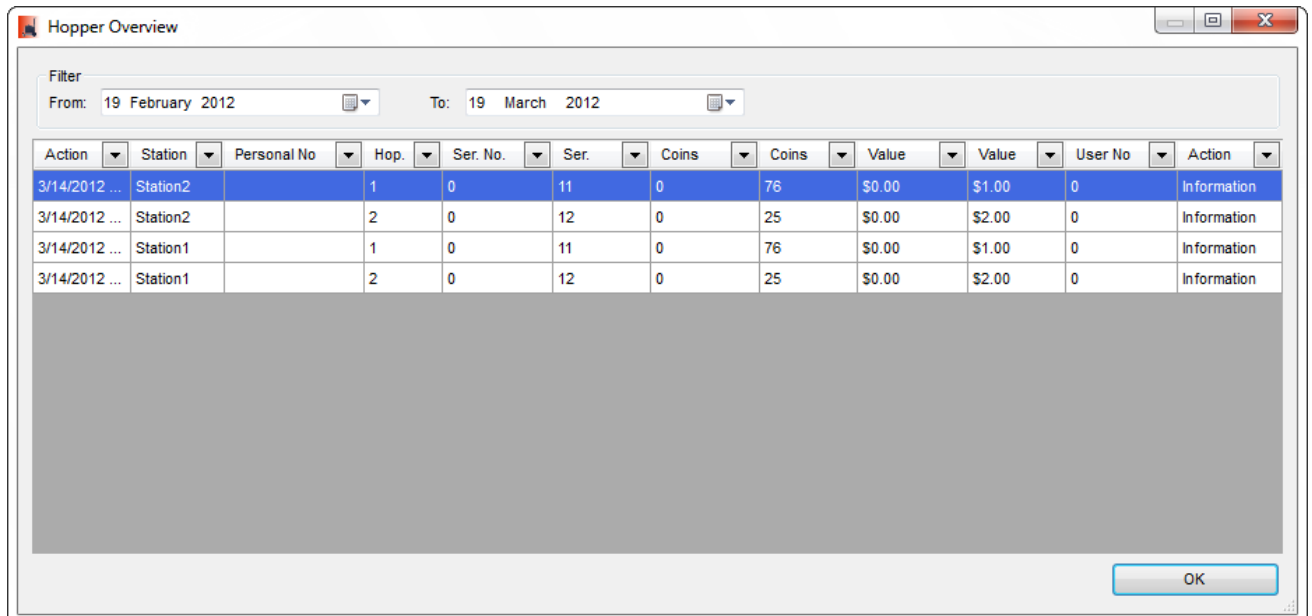 Hopper Overview
Filter
From: 19 February 2012 To: 19 March 2012
Action Station Personal No Hop. Ser. No. Ser. Coins Coins Value Value User No Action
3/14/2012 ... Station2 1 0 11 0 76 $0.00 $1.00 0 Information
3/14/2012 ... Station2 2 0 12 0 25 $0.00 $2.00 0 Information
3/14/2012 ... Station1 1 0 11 0 76 $0.00 $1.00 0 Information
3/14/2012 ... Station1 2 0 12 0 25 $0.00 $2.00 0 Information
OK